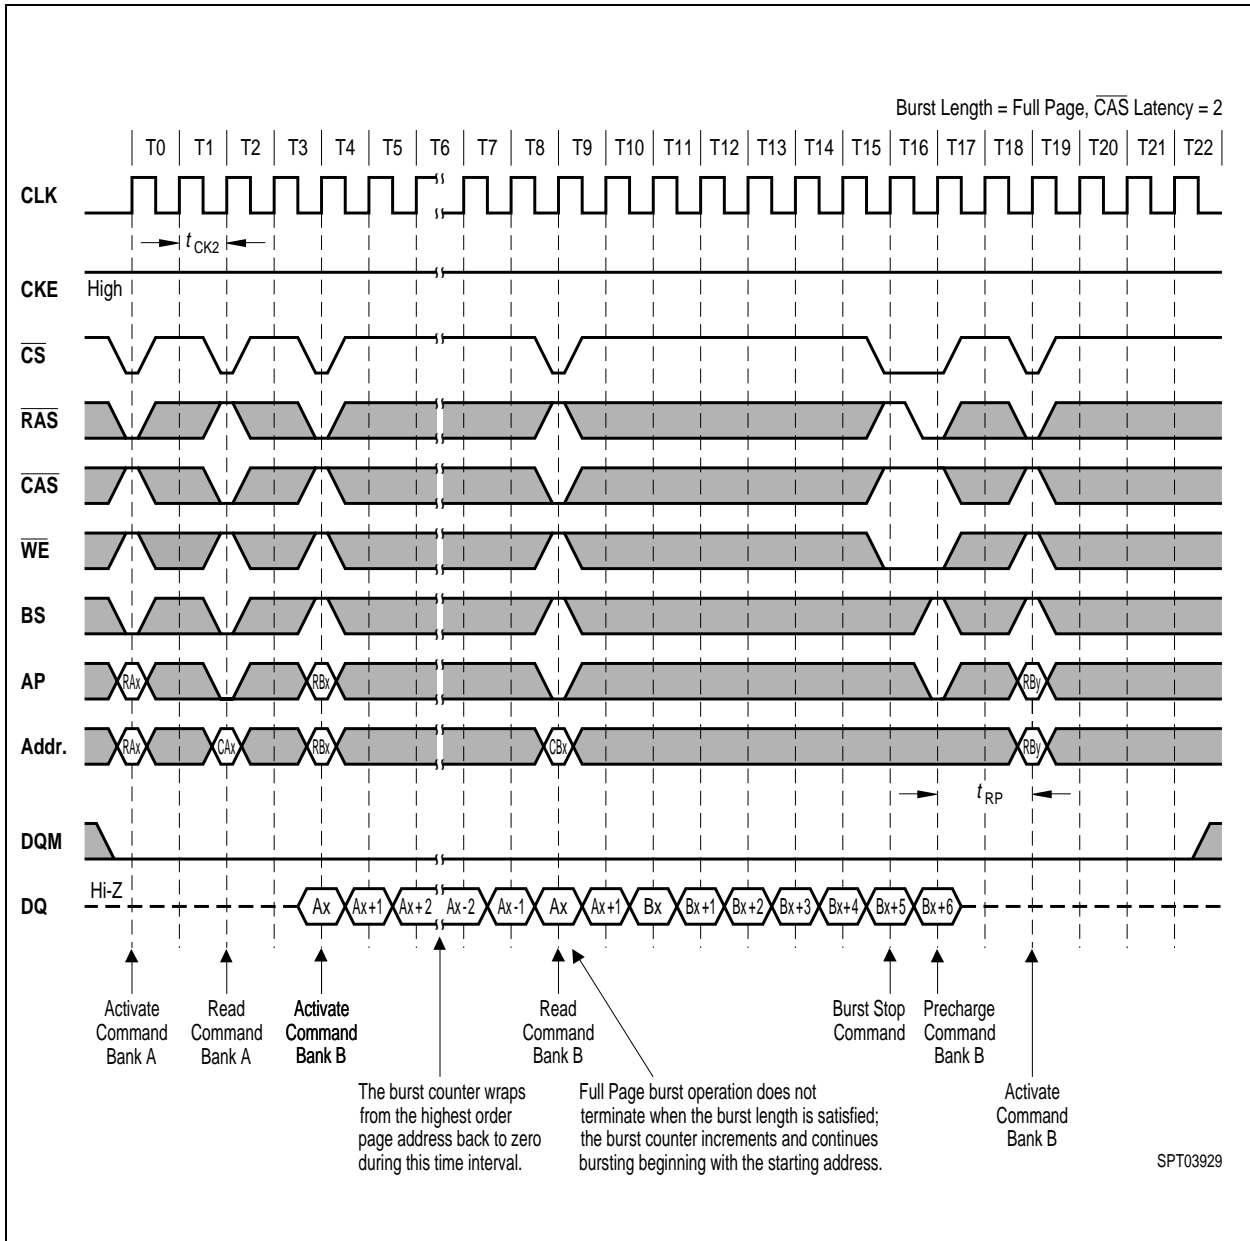 Burst Length = Full Page, CAS Latency = 2
T0 T1 T2 T3 T4 T5 T6 T7 T8 T9 T10 T11 T12 T13 T14 T15 T16 T17 T18 T19 T20 T21 T22
CLK
t CK2
CKE High
CS
RAS
CAS
WE
BS
AP RAx RBx RBy
Addr. RAx CAx RBx CBx RBy
t RP
DQM
Hi-Z
DQ Ax Ax+1 Ax+2 Ax-2 Ax-1 Ax Ax+1 Bx Bx+1 Bx+2 Bx+3 Bx+4 Bx+5 Bx+6
Activate
Command
Bank A
Read
Command
Bank A
Activate
Command
Bank B
Read
Command
Bank B
Burst Stop
Command
Precharge
Command
Bank B
The burst counter wraps
from the highest order
page address back to zero
during this time interval.
Full Page burst operation does not
terminate when the burst length is satisfied;
the burst counter increments and continues
bursting beginning with the starting address.
Activate
Command
Bank B
SPT03929